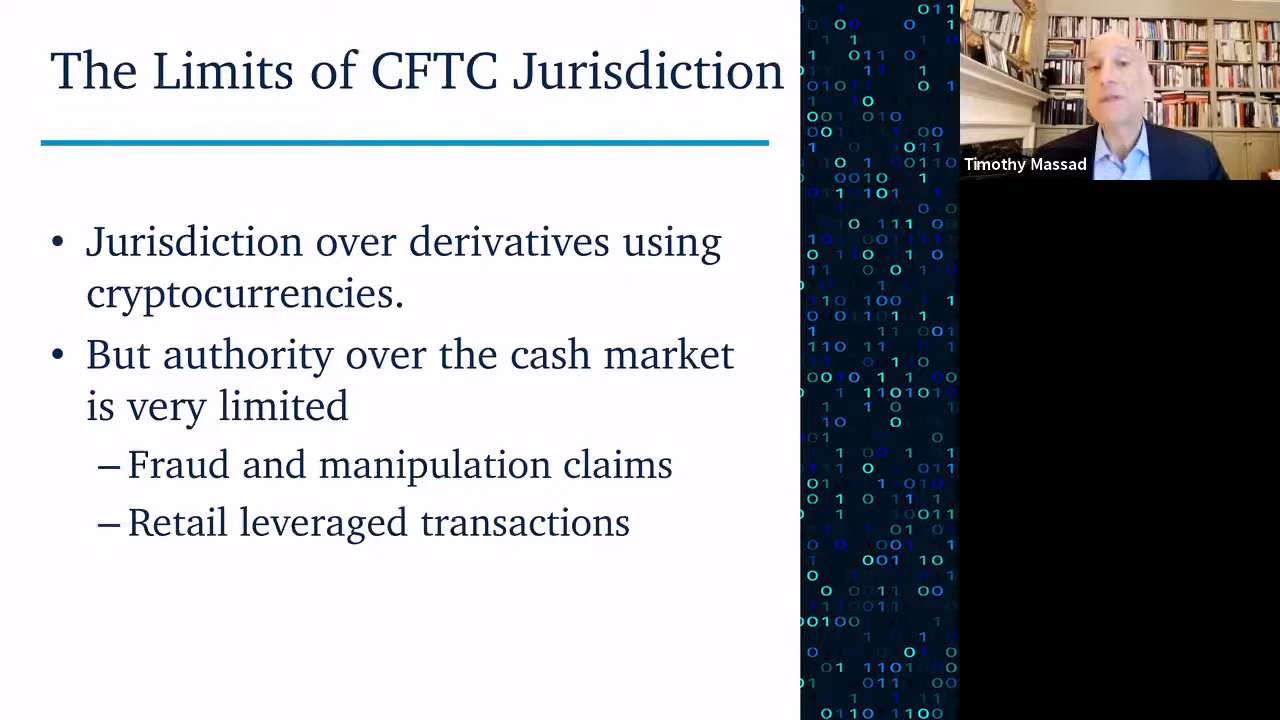 The Limits of CFTC Jurisdiction
• Jurisdiction over derivatives using
cryptocurrencies.
• But authority over the cash market
is very limited
– Fraud and manipulation claims
– Retail leveraged transactions
Timothy Massad